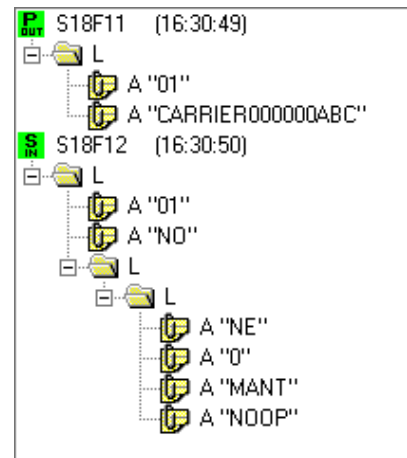 P OUT S18F11 (16:30:49)
L
A "01"
A "CARRIER000000ABC"
S IN S18F12 (16:30:50)
L
A "01"
A "NO"
L
L
A "NE"
A "0"
A "MANT"
A "NOOP"